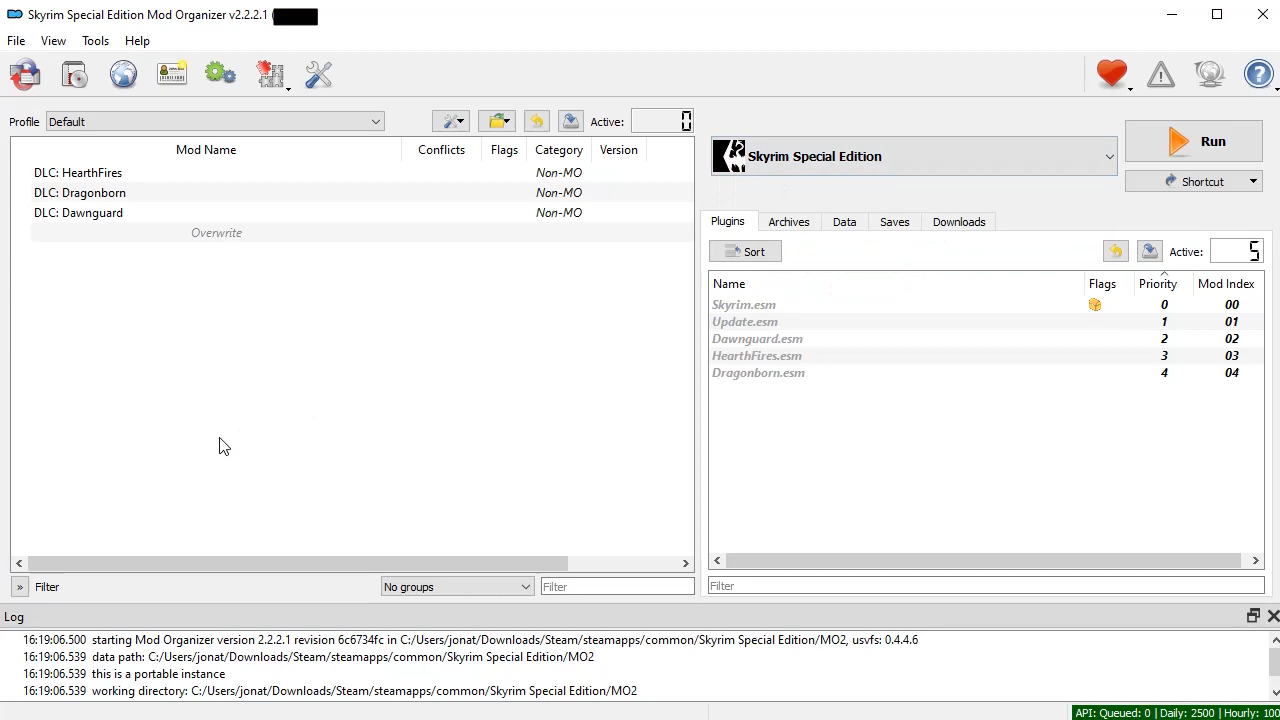 Skyrim Special Edition Mod Organizer v2.2.2.1 (
File View Tools Help
Profile Default Active: 0
Mod Name Conflicts Flags Category Version
DLC: HearthFires Non-MO
DLC: Dragonborn Non-MO
DLC: Dawnguard Non-MO
Overwrite
» Filter No groups Filter
Skyrim Special Edition Run
Shortcut
Plugins Archives Data Saves Downloads
Sort Active: 5
Name Flags Priority Mod Index
Skyrim.esm 0 00
Update.esm 1 01
Dawnguard.esm 2 02
HearthFires.esm 3 03
Dragonborn.esm 4 04
Filter
Log
16:19:06.500 starting Mod Organizer version 2.2.2.1 revision 6c6734fc in C:/Users/jonat/Downloads/Steam/steamapps/common/Skyrim Special Edition/MO2, usvfs: 0.4.4.6
16:19:06.539 data path: C:/Users/jonat/Downloads/Steam/steamapps/common/Skyrim Special Edition/MO2
16:19:06.539 this is a portable instance
16:19:06.539 working directory: C:/Users/jonat/Downloads/Steam/steamapps/common/Skyrim Special Edition/MO2
API: Queued: 0 | Daily: 2500 | Hourly: 100